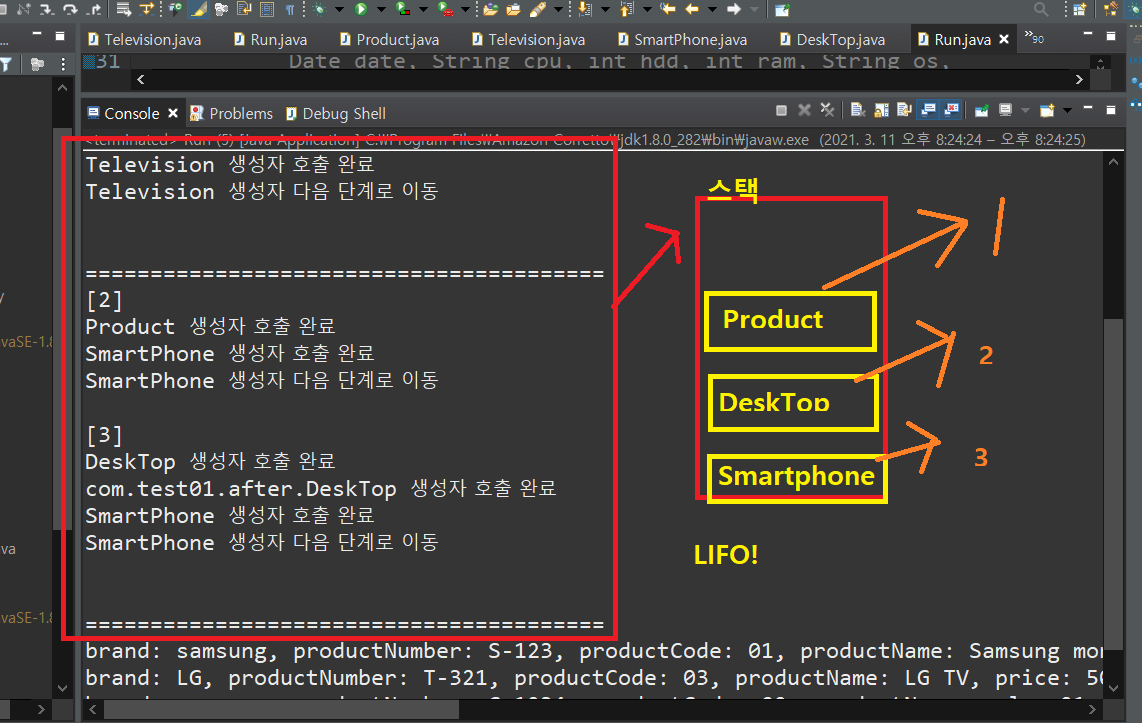 Television.java
Run.java
Product.java
Television.java
SmartPhone.java
DeskTop.java
Run.java
90
31 Date date, String cpu, int hdd, int ram, String os,
Console
Problems
Debug Shell
<terminated> Run (5) [Java Application] C:₩Program Files₩Amazon Corretto₩jdk1.8.0_282₩bin₩javaw.exe (2021. 3. 11 오후 8:24:24 – 오후 8:24:25)
Television 생성자 호출 완료
Television 생성자 다음 단계로 이동
========================================
[2]
Product 생성자 호출 완료
SmartPhone 생성자 호출 완료
SmartPhone 생성자 다음 단계로 이동
[3]
DeskTop 생성자 호출 완료
com.test01.after.DeskTop 생성자 호출 완료
SmartPhone 생성자 호출 완료
SmartPhone 생성자 다음 단계로 이동
========================================
brand: samsung, productNumber: S-123, productCode: 01, productName: Samsung mon
brand: LG, productNumber: T-321, productCode: 03, productName: LG TV, price: 50
스택
Product
DeskTop
Smartphone
1
2
3
LIFO!
vaSE-1.8
ava
vaSE-1.8